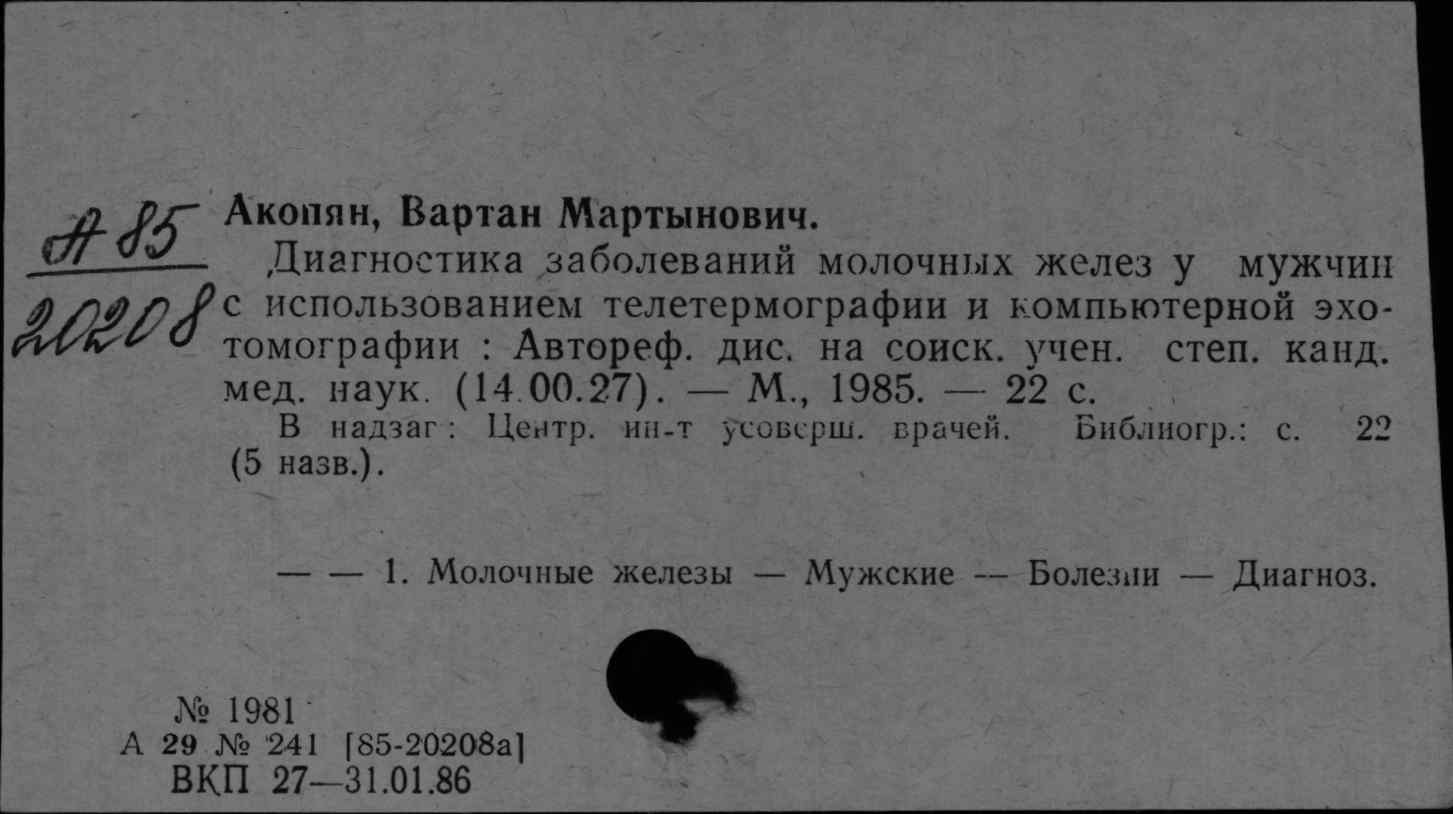 А 85
20208
Акопян, Вартан Мартынович.
Диагностика заболеваний молочных желез у мужчин
с использованием телетермографии и компьютерной эхо-
томографии : Автореф. дис. на соиск. учен. степ. канд.
мед. наук. (14.00.27). — М., 1985. — 22 с.
В надзаг: Центр. ин-т усоверш. врачей. Библиогр.: с. 22
(5 назв.).
— — 1. Молочные железы — Мужские — Болезни — Диагноз.
№ 1981
А 29 № 241 [85-20208а]
ВКП 27—31.01.86